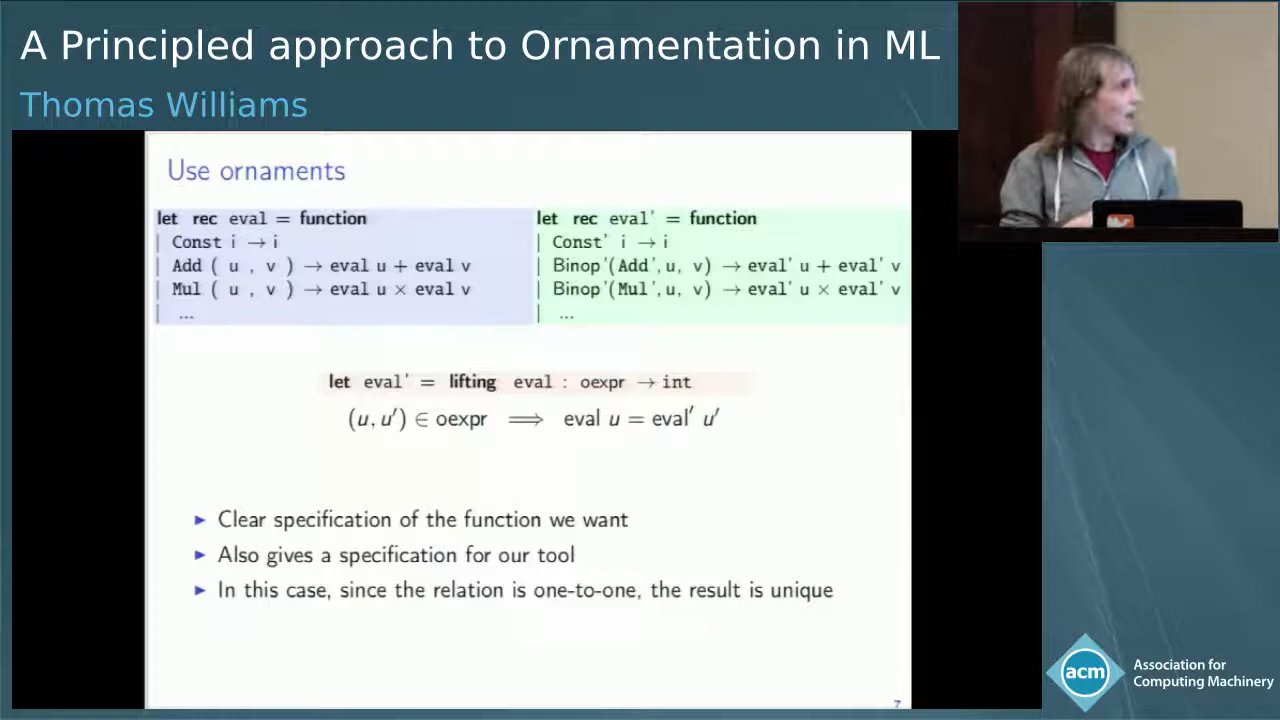 A Principled approach to Ornamentation in ML
Thomas Williams
Use ornaments
let rec eval = function
| Const i → i
| Add ( u , v ) → eval u + eval v
| Mul ( u , v ) → eval u × eval v
| ...
let rec eval' = function
| Const' i → i
| Binop'(Add', u, v) → eval' u + eval' v
| Binop'(Mul', u, v) → eval' u × eval' v
| ...
let eval' = lifting eval : oexpr → int
(u, u′) ∈ oexpr ⟹ eval u = eval′ u′
▶ Clear specification of the function we want
▶ Also gives a specification for our tool
▶ In this case, since the relation is one-to-one, the result is unique
7
acm
Association for
Computing Machinery